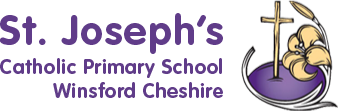 St. Joseph's
Catholic Primary School
Winsford Cheshire